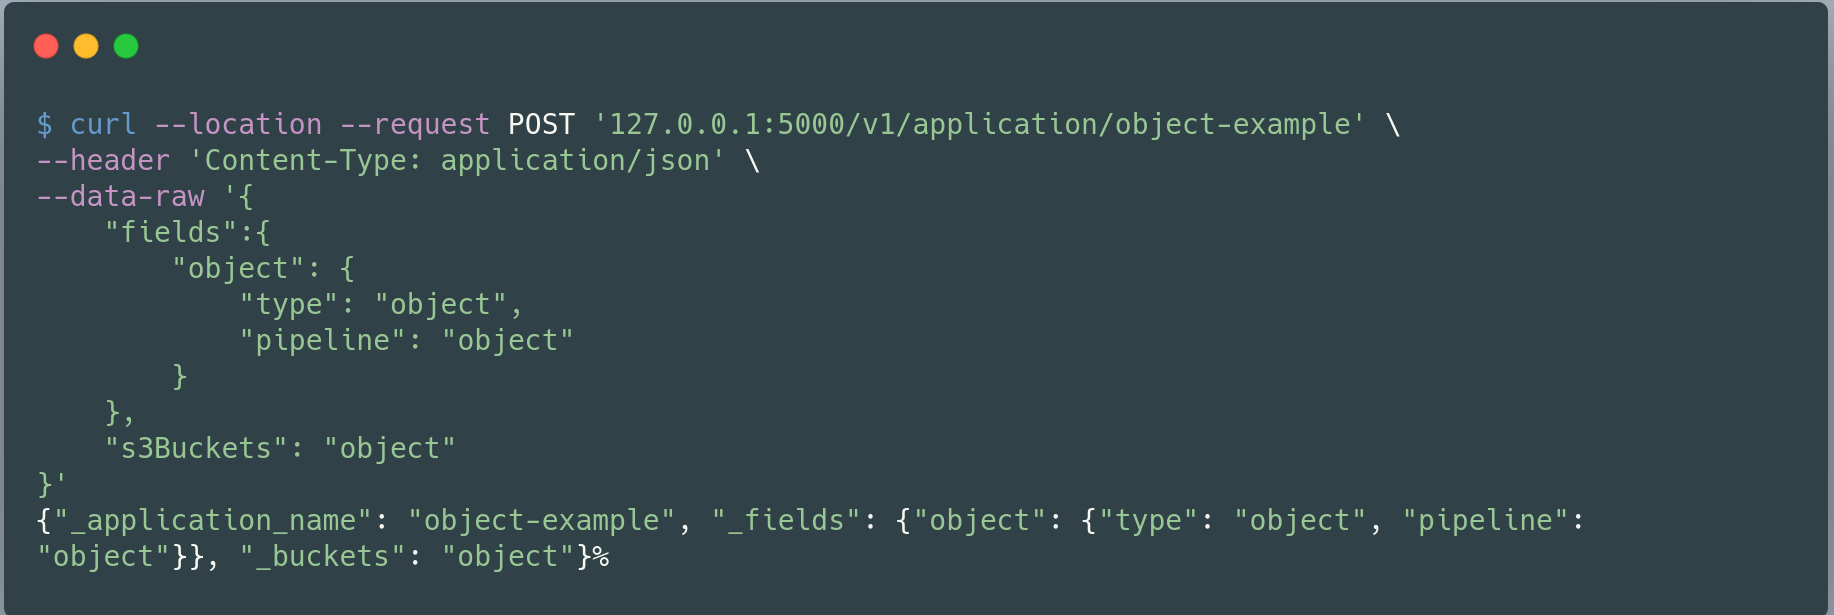 $ curl --location --request POST '127.0.0.1:5000/v1/application/object-example' \
--header 'Content-Type: application/json' \
--data-raw '{
    "fields":{
        "object": {
            "type": "object",
            "pipeline": "object"
        }
    },
    "s3Buckets": "object"
}'
{"_application_name": "object-example", "_fields": {"object": {"type": "object", "pipeline":
"object"}}, "_buckets": "object"}%